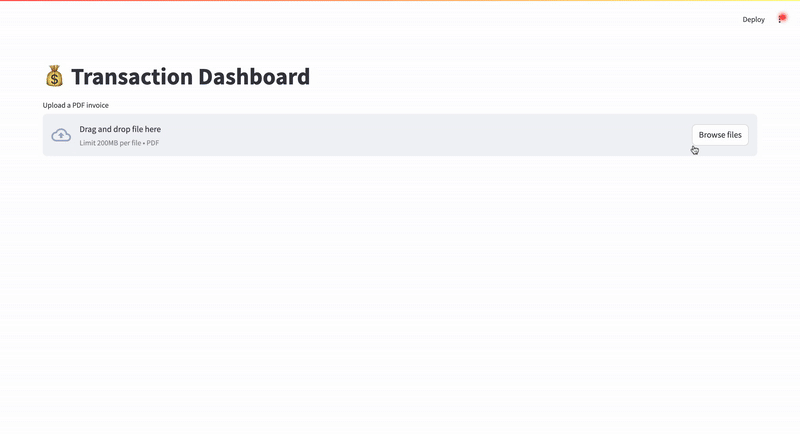 Deploy
💰 Transaction Dashboard
Upload a PDF invoice
Drag and drop file here
Limit 200MB per file • PDF
Browse files